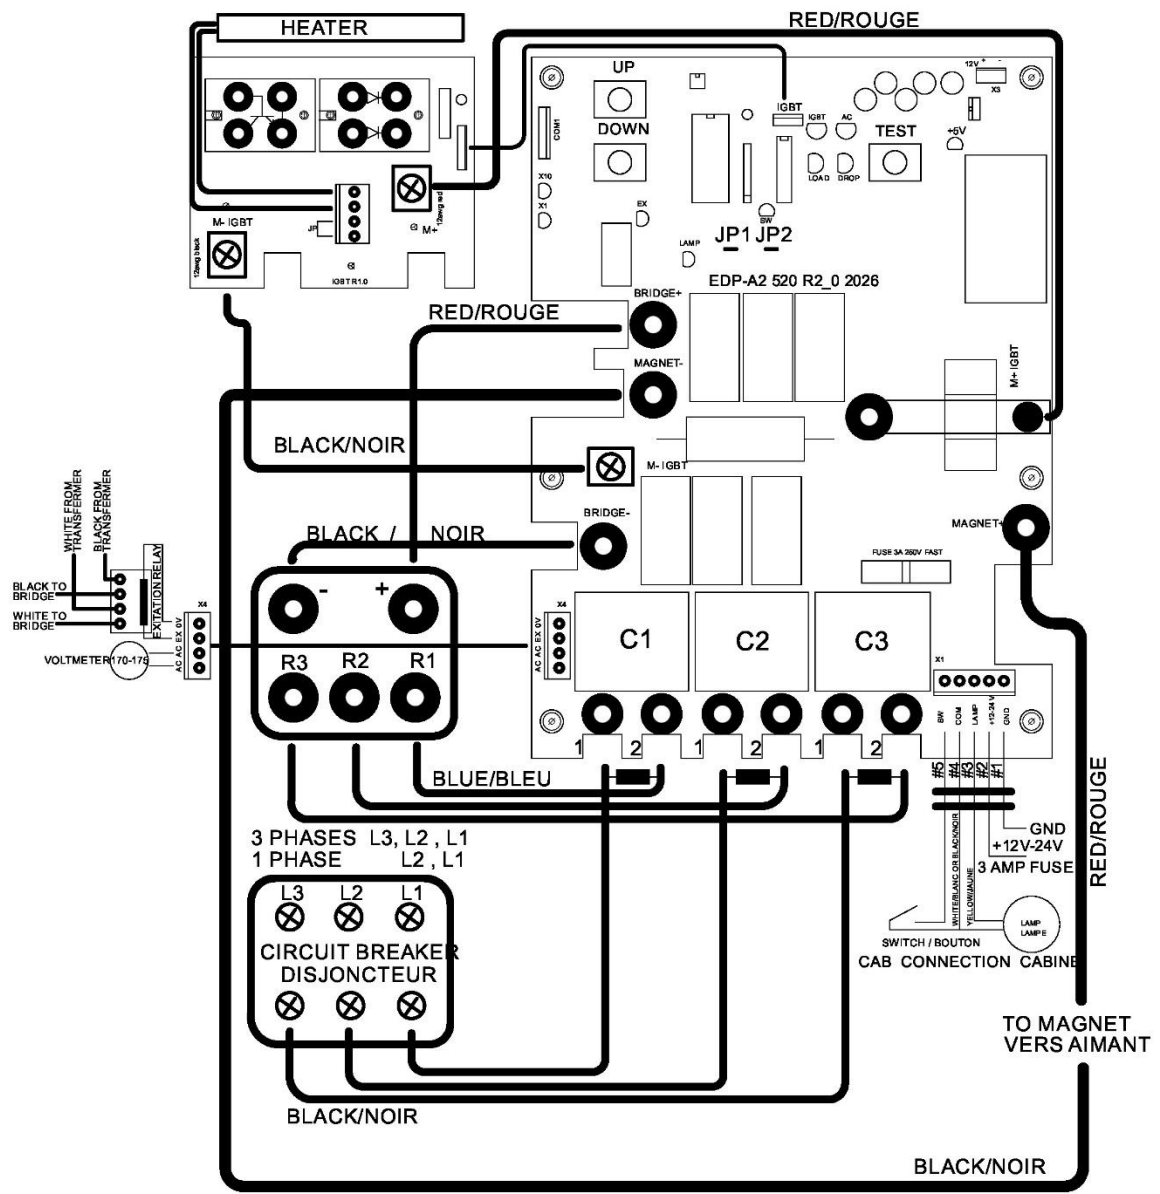 RED/ROUGE
HEATER
12V + -
X3
UP
IGBT
COM1
DOWN
IGBT
AC
TEST
+5V
X10
LOAD
DROP
X1
EX
SW
12awg red
M- IGBT
JP
M+
JP1 JP2
LAMP
12awg black
IGBT R1.0
EDP-A2 520 R2_0 2026
BRIDGE+
RED/ROUGE
MAGNET-
M+ IGBT
BLACK/NOIR
M- IGBT
WHITE FROM
TRANSFERMER
BLACK FROM
TRANSFERMER
BRIDGE-
MAGNET+
BLACK / NOIR
FUSE 3A 250V FAST
BLACK TO
BRIDGE
EXITATION RELAY
- +
WHITE TO
BRIDGE
X4
AC AC EX 0V
X4
AC AC EX 0V
C1
C2
C3
VOLTMETER170-175
R3
R2
R1
X1
SW
COM
LAMP
+12-24V
GND
1
2
1
2
1
2
#5
#4
#3
#2
#1
BLUE/BLEU
RED/ROUGE
3 PHASES L3, L2 , L1
1 PHASE L2 , L1
GND
+12V-24V
3 AMP FUSE
WHITE/BLANC OR BLACK/NOIR
YELLOW/JAUNE
L3
L2
L1
LAMP
LAMPE
SWITCH / BOUTON
CIRCUIT BREAKER
DISJONCTEUR
CAB CONNECTION CABINE
TO MAGNET
VERS AIMANT
BLACK/NOIR
BLACK/NOIR